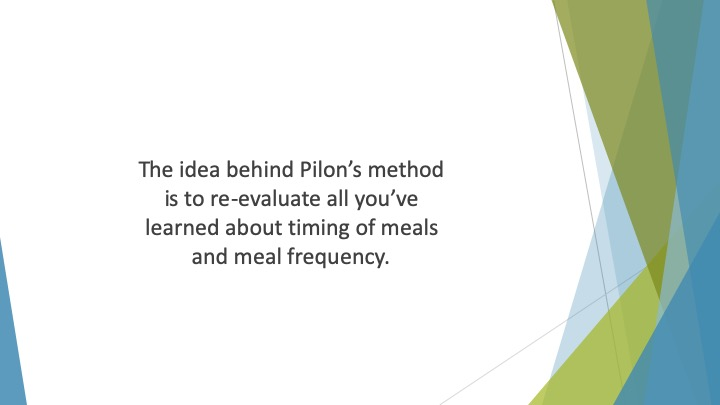 The idea behind Pilon’s method
is to re-evaluate all you’ve
learned about timing of meals
and meal frequency.